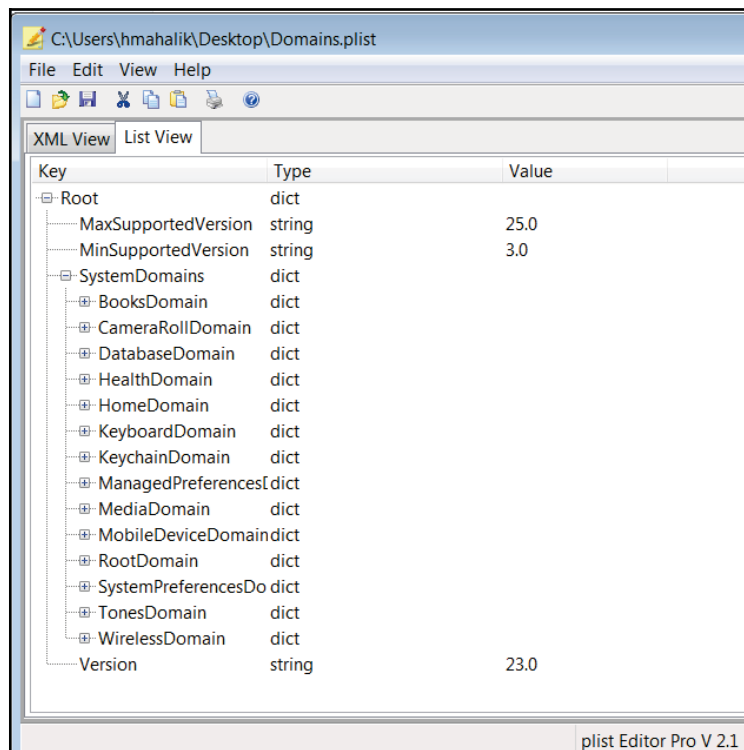 C:\Users\hmahalik\Desktop\Domains.plist
File Edit View Help
XML View List View
Key Type Value
Root dict
MaxSupportedVersion string 25.0
MinSupportedVersion string 3.0
SystemDomains dict
BooksDomain dict
CameraRollDomain dict
DatabaseDomain dict
HealthDomain dict
HomeDomain dict
KeyboardDomain dict
KeychainDomain dict
ManagedPreferencesD dict
MediaDomain dict
MobileDeviceDomain dict
RootDomain dict
SystemPreferencesDo dict
TonesDomain dict
WirelessDomain dict
Version string 23.0
plist Editor Pro V 2.1